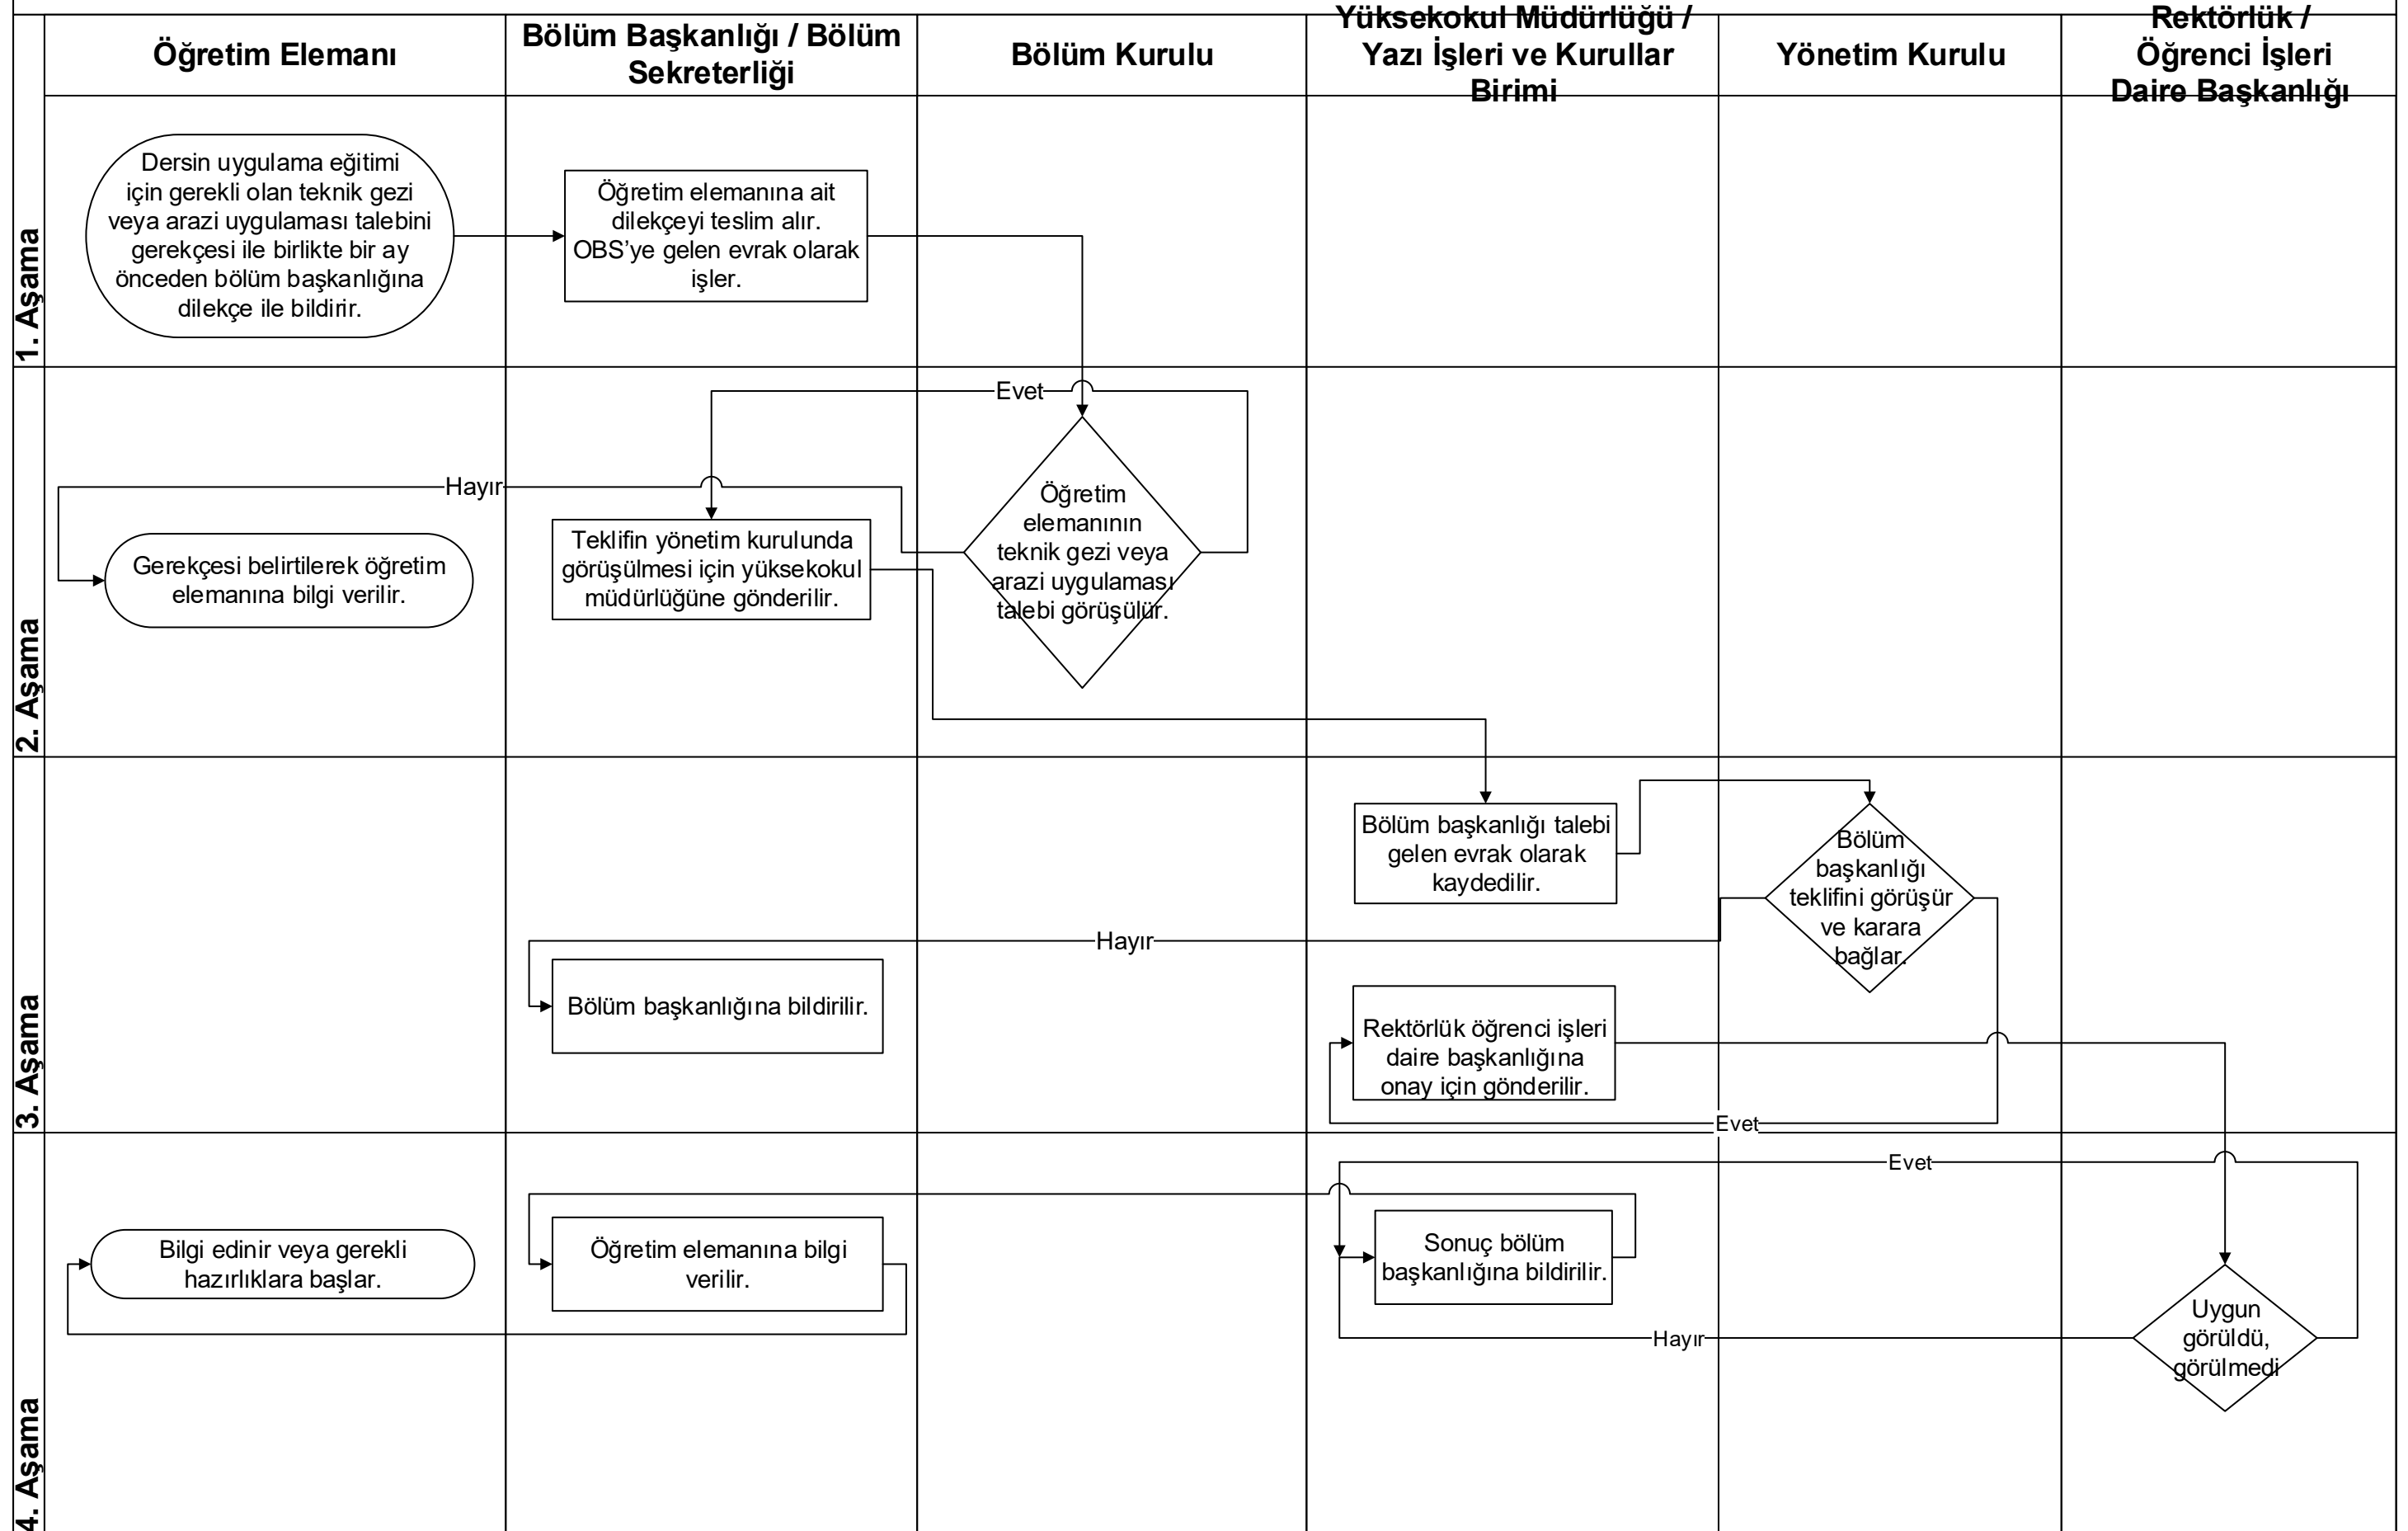 Öğretim Elemanı
Bölüm Başkanlığı / Bölüm
Sekreterliği
Bölüm Kurulu
Yüksekokul Müdürlüğü /
Yazı İşleri ve Kurullar
Birimi
Yönetim Kurulu
Rektörlük /
Öğrenci İşleri
Daire Başkanlığı
1. Aşama
Dersin uygulama eğitimi
için gerekli olan teknik gezi
veya arazi uygulaması talebini
gerekçesi ile birlikte bir ay
önceden bölüm başkanlığına
dilekçe ile bildirir.
Öğretim elemanına ait
dilekçeyi teslim alır.
OBS’ye gelen evrak olarak
işler.
2. Aşama
Evet
Hayır
Gerekçesi belirtilerek öğretim
elemanına bilgi verilir.
Teklifin yönetim kurulunda
görüşülmesi için yüksekokul
müdürlüğüne gönderilir.
Öğretim
elemanının
teknik gezi veya
arazi uygulaması
talebi görüşülür.
3. Aşama
Bölüm başkanlığı talebi
gelen evrak olarak
kaydedilir.
Bölüm
başkanlığı
teklifini görüşür
ve karara
bağlar.
Hayır
Bölüm başkanlığına bildirilir.
Rektörlük öğrenci işleri
daire başkanlığına
onay için gönderilir.
Evet
4. Aşama
Evet
Bilgi edinir veya gerekli
hazırlıklara başlar.
Öğretim elemanına bilgi
verilir.
Sonuç bölüm
başkanlığına bildirilir.
Hayır
Uygun
görüldü,
görülmedi